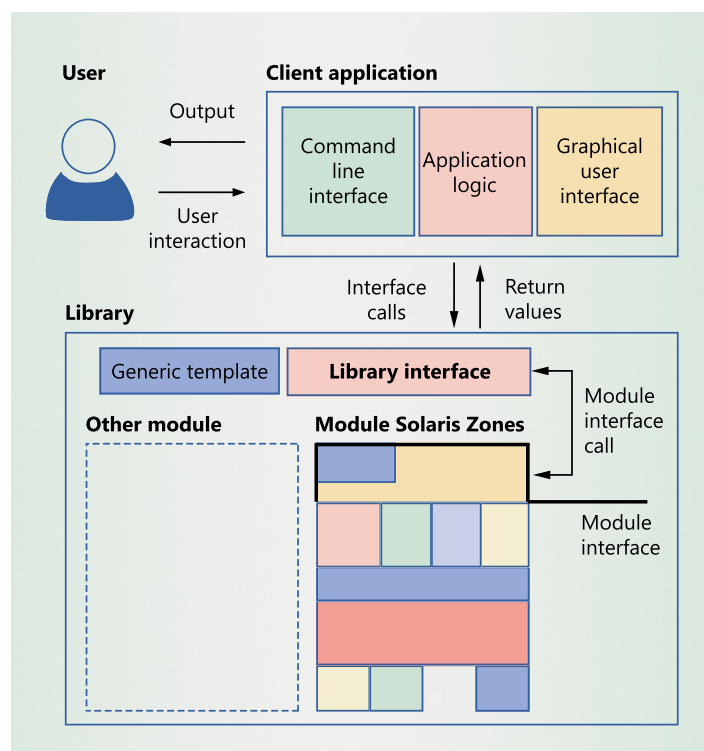 User
Client application
Output
User
interaction
Command
line
interface
Application
logic
Graphical
user
interface
Interface
calls
Return
values
Library
Generic template
Library interface
Module
interface
call
Other module
Module Solaris Zones
Module
interface